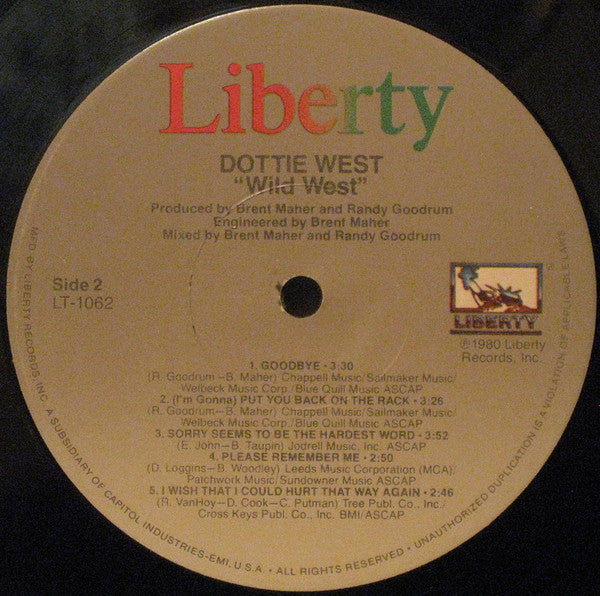 Liberty
DOTTIE WEST
"Wild West"
Produced by Brent Maher and Randy Goodrum
Engineered by Brent Maher
Mixed by Brent Maher and Randy Goodrum
Side 2
LT-1062
LIBERTY
℗1980 Liberty
Records, Inc.
1. GOODBYE • 3:30
(R. Goodrum–B. Maher) Chappell Music/Sailmaker Music/
Welbeck Music Corp./Blue Quill Music ASCAP
2. (I'm Gonna) PUT YOU BACK ON THE RACK • 3:26
(R. Goodrum–B. Maher) Chappell Music/Sailmaker Music/
Welbeck Music Corp./Blue Quill Music ASCAP
3. SORRY SEEMS TO BE THE HARDEST WORD • 3:52
(E. John–B. Taupin) Jodrell Music, Inc. ASCAP
4. PLEASE REMEMBER ME • 2:50
(D. Loggins–B. Woodley) Leeds Music Corporation (MCA)/
Patchwork Music/Sundowner Music ASCAP
5. I WISH THAT I COULD HURT THAT WAY AGAIN • 2:46
(R. VanHoy–D. Cook–C. Putman) Tree Publ. Co., Inc./
Cross Keys Publ. Co., Inc. BMI/ASCAP
MFD. BY LIBERTY RECORDS, INC. A SUBSIDIARY OF CAPITOL INDUSTRIES-EMI, U.S.A. • ALL RIGHTS RESERVED • UNAUTHORIZED DUPLICATION IS A VIOLATION OF APPLICABLE LAWS